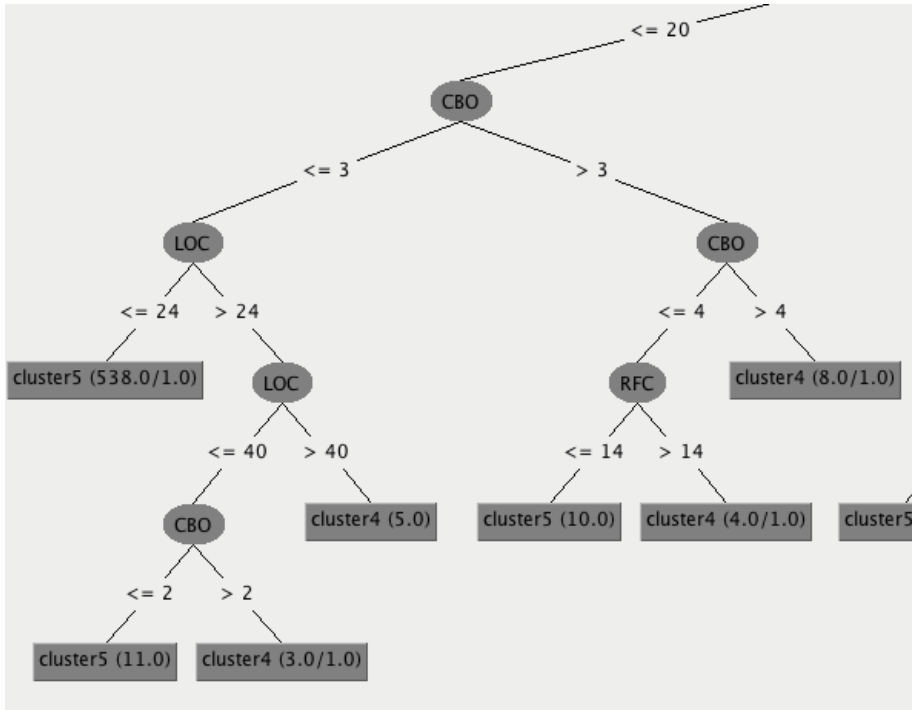 <= 20
CBO
<= 3
> 3
LOC
CBO
<= 24
> 24
<= 4
> 4
cluster5 (538.0/1.0)
LOC
RFC
cluster4 (8.0/1.0)
<= 40
> 40
<= 14
> 14
CBO
cluster4 (5.0)
cluster5 (10.0)
cluster4 (4.0/1.0)
cluster5
<= 2
> 2
cluster5 (11.0)
cluster4 (3.0/1.0)